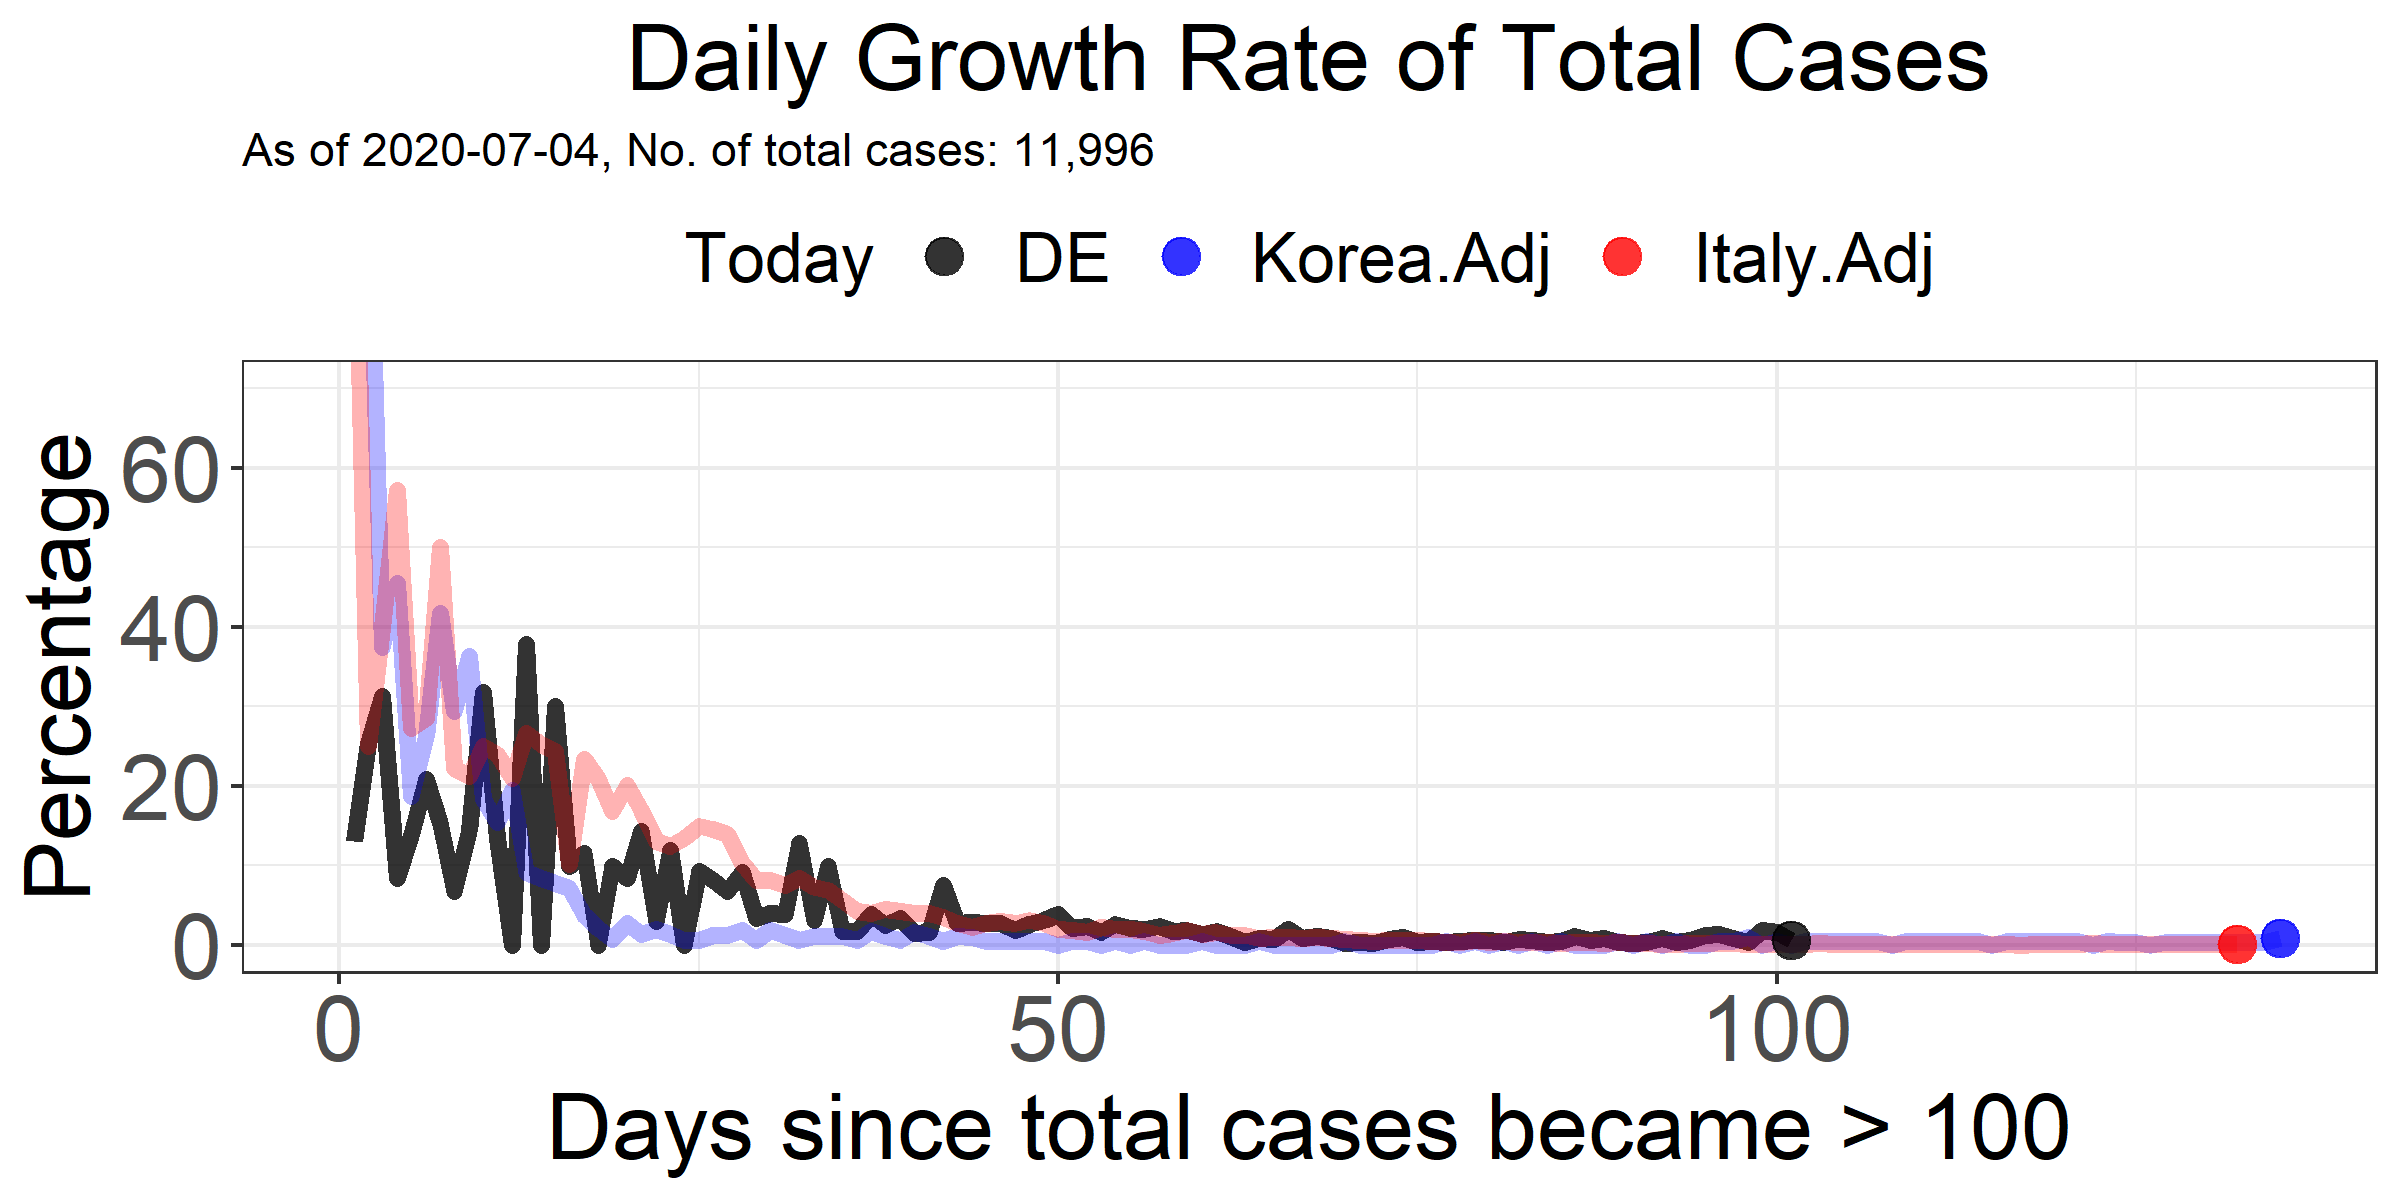 Daily Growth Rate of Total Cases
As of 2020-07-04, No. of total cases: 11,996
Today DE Korea.Adj Italy.Adj
Percentage
60
40
20
0
0 50 100
Days since total cases became > 100